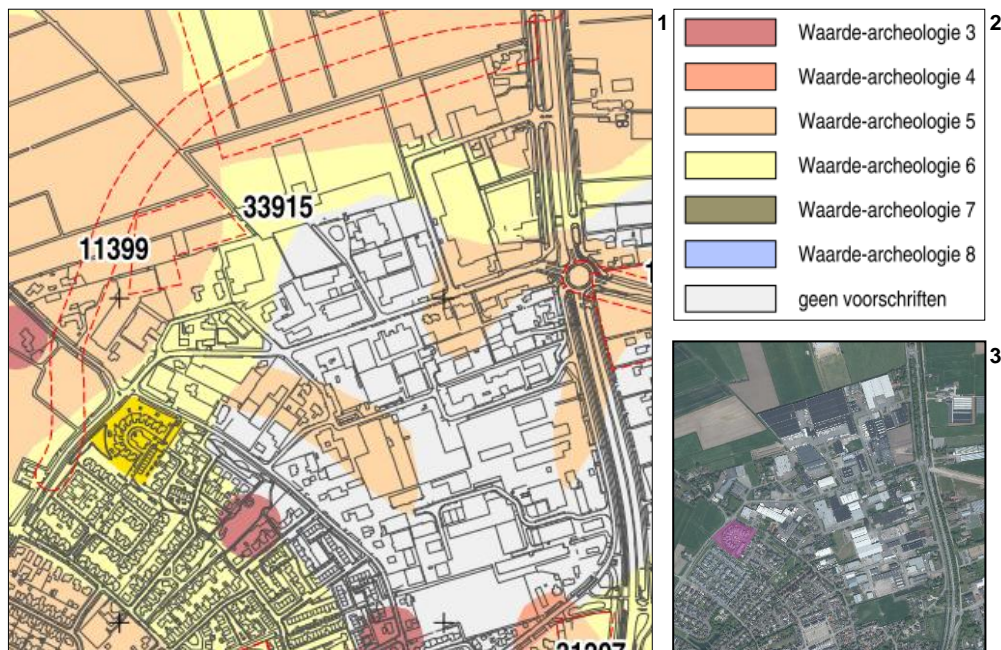 1
33915
11399
2
Waarde-archeologie 3
Waarde-archeologie 4
Waarde-archeologie 5
Waarde-archeologie 6
Waarde-archeologie 7
Waarde-archeologie 8
geen voorschriften
3